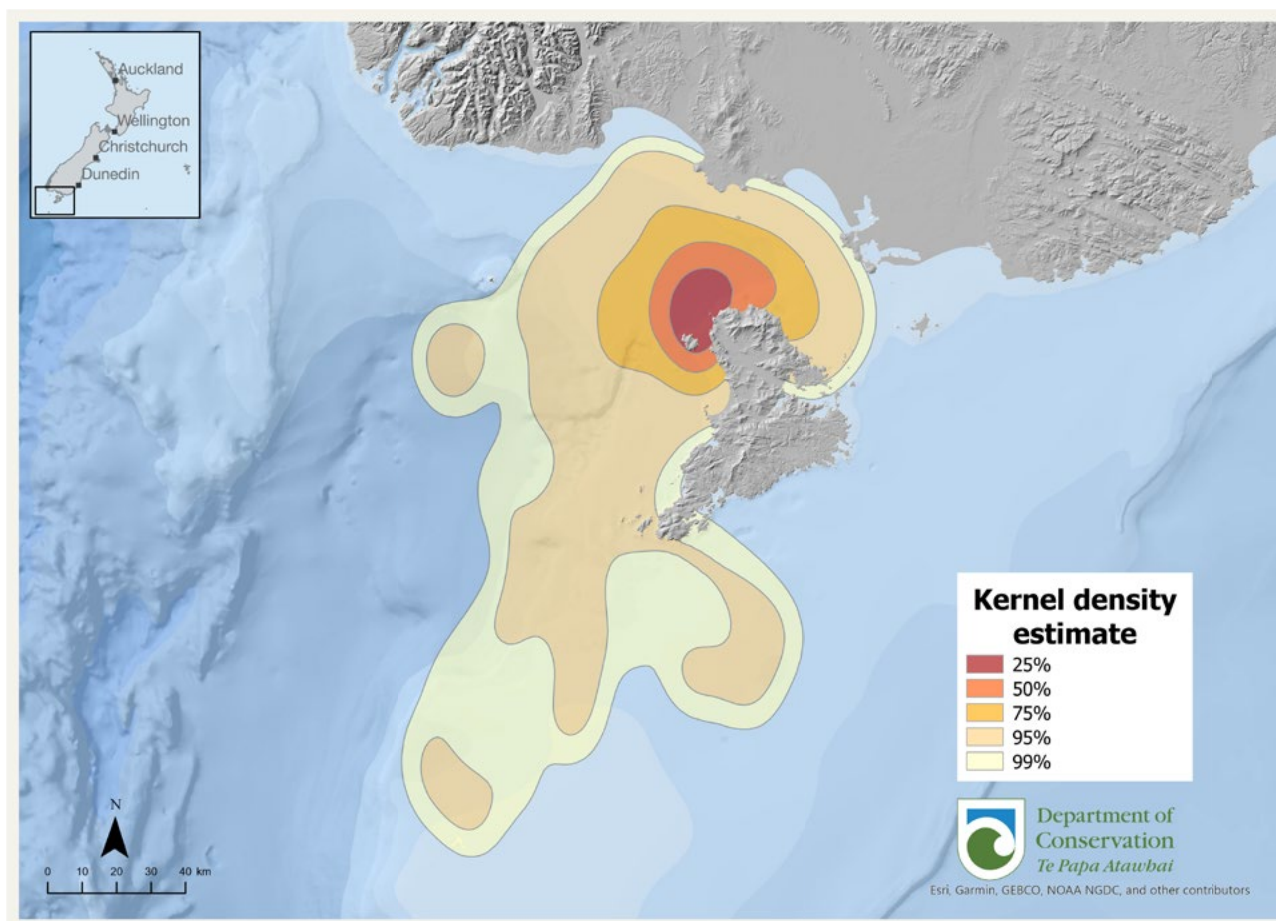 Auckland
Wellington
Christchurch
Dunedin
Kernel density
estimate
25%
50%
75%
95%
99%
N
0 10 20 30 40 km
Department of
Conservation
Te Papa Atawhai
Esri, Garmin, GEBCO, NOAA NGDC, and other contributors